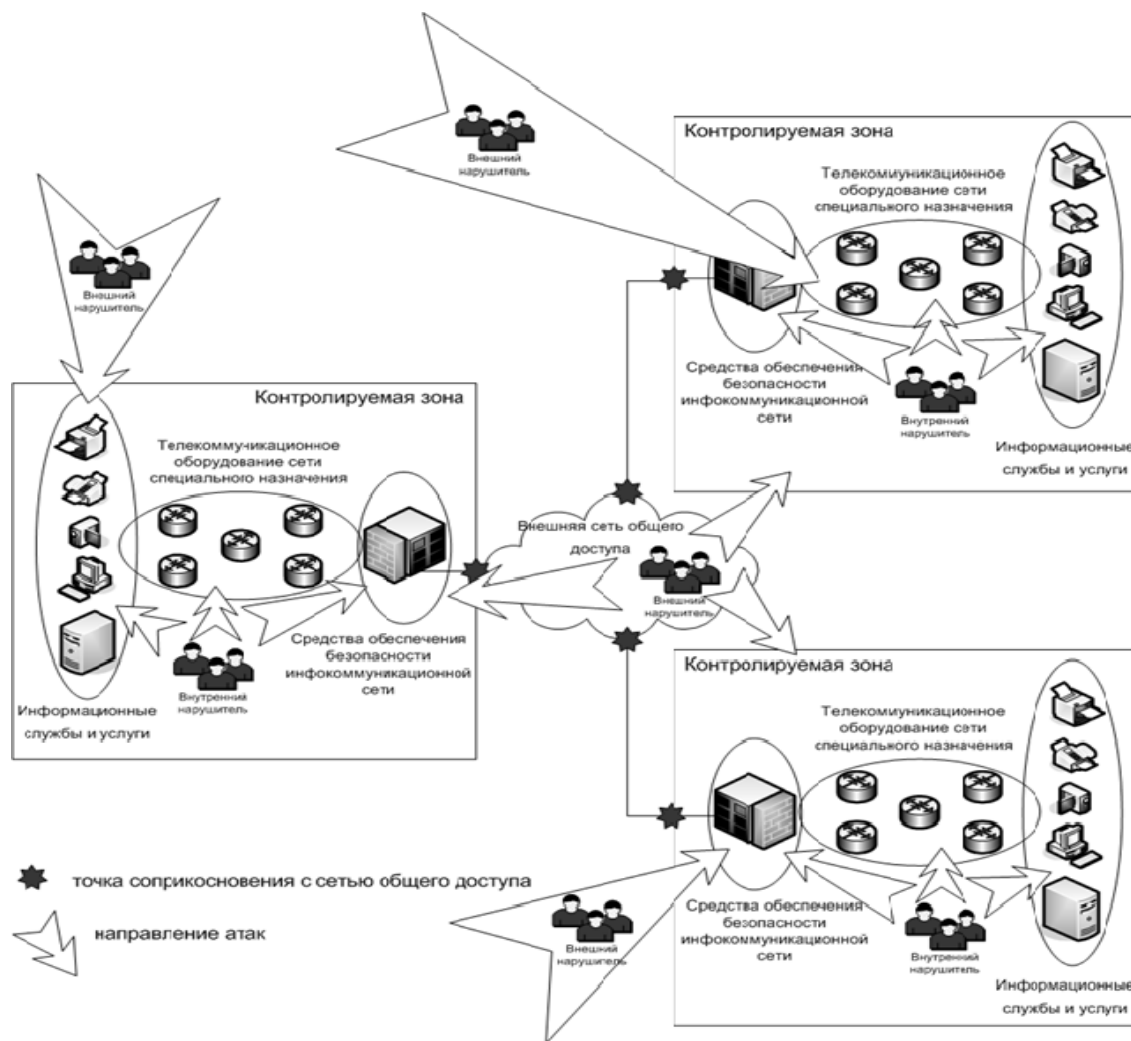 Внешний
нарушитель
Контролируемая зона
Телекоммуникационное
оборудование сети
специального назначения
Средства обеспечения
безопасности
инфокоммуникационной
сети
Внутренний
нарушитель
Информационные
службы и услуги
Внешний
нарушитель
Контролируемая зона
Телекоммуникационное
оборудование сети
специального назначения
Средства обеспечения
безопасности
инфокоммуникационной
сети
Внутренний
нарушитель
Информационные
службы и услуги
Внешняя сеть общего
доступа
Внешний
нарушитель
Контролируемая зона
Телекоммуникационное
оборудование сети
специального назначения
Средства обеспечения
безопасности
инфокоммуникационной
сети
Внутренний
нарушитель
Информационные
службы и услуги
Внешний
нарушитель
точка соприкосновения с сетью общего доступа
направление атак